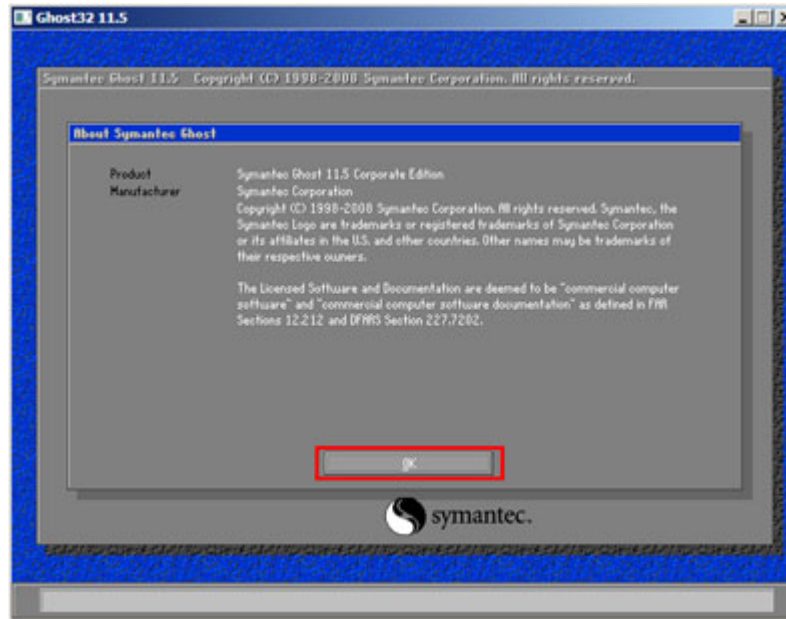 Ghost32 11.5
Symantec Ghost 11.5 Copyright (C) 1998-2008 Symantec Corporation. All rights reserved.
About Symantec Ghost
Product Symantec Ghost 11.5 Corporate Edition
Manufacturer Symantec Corporation
Copyright (C) 1998-2008 Symantec Corporation. All rights reserved. Symantec, the
Symantec Logo are trademarks or registered trademarks of Symantec Corporation
or its affiliates in the U.S. and other countries. Other names may be trademarks of
their respective owners.
The Licensed Software and Documentation are deemed to be "commercial computer
software" and "commercial computer software documentation" as defined in FAR
Sections 12.212 and DFARS Section 227.7202.
OK
symantec.